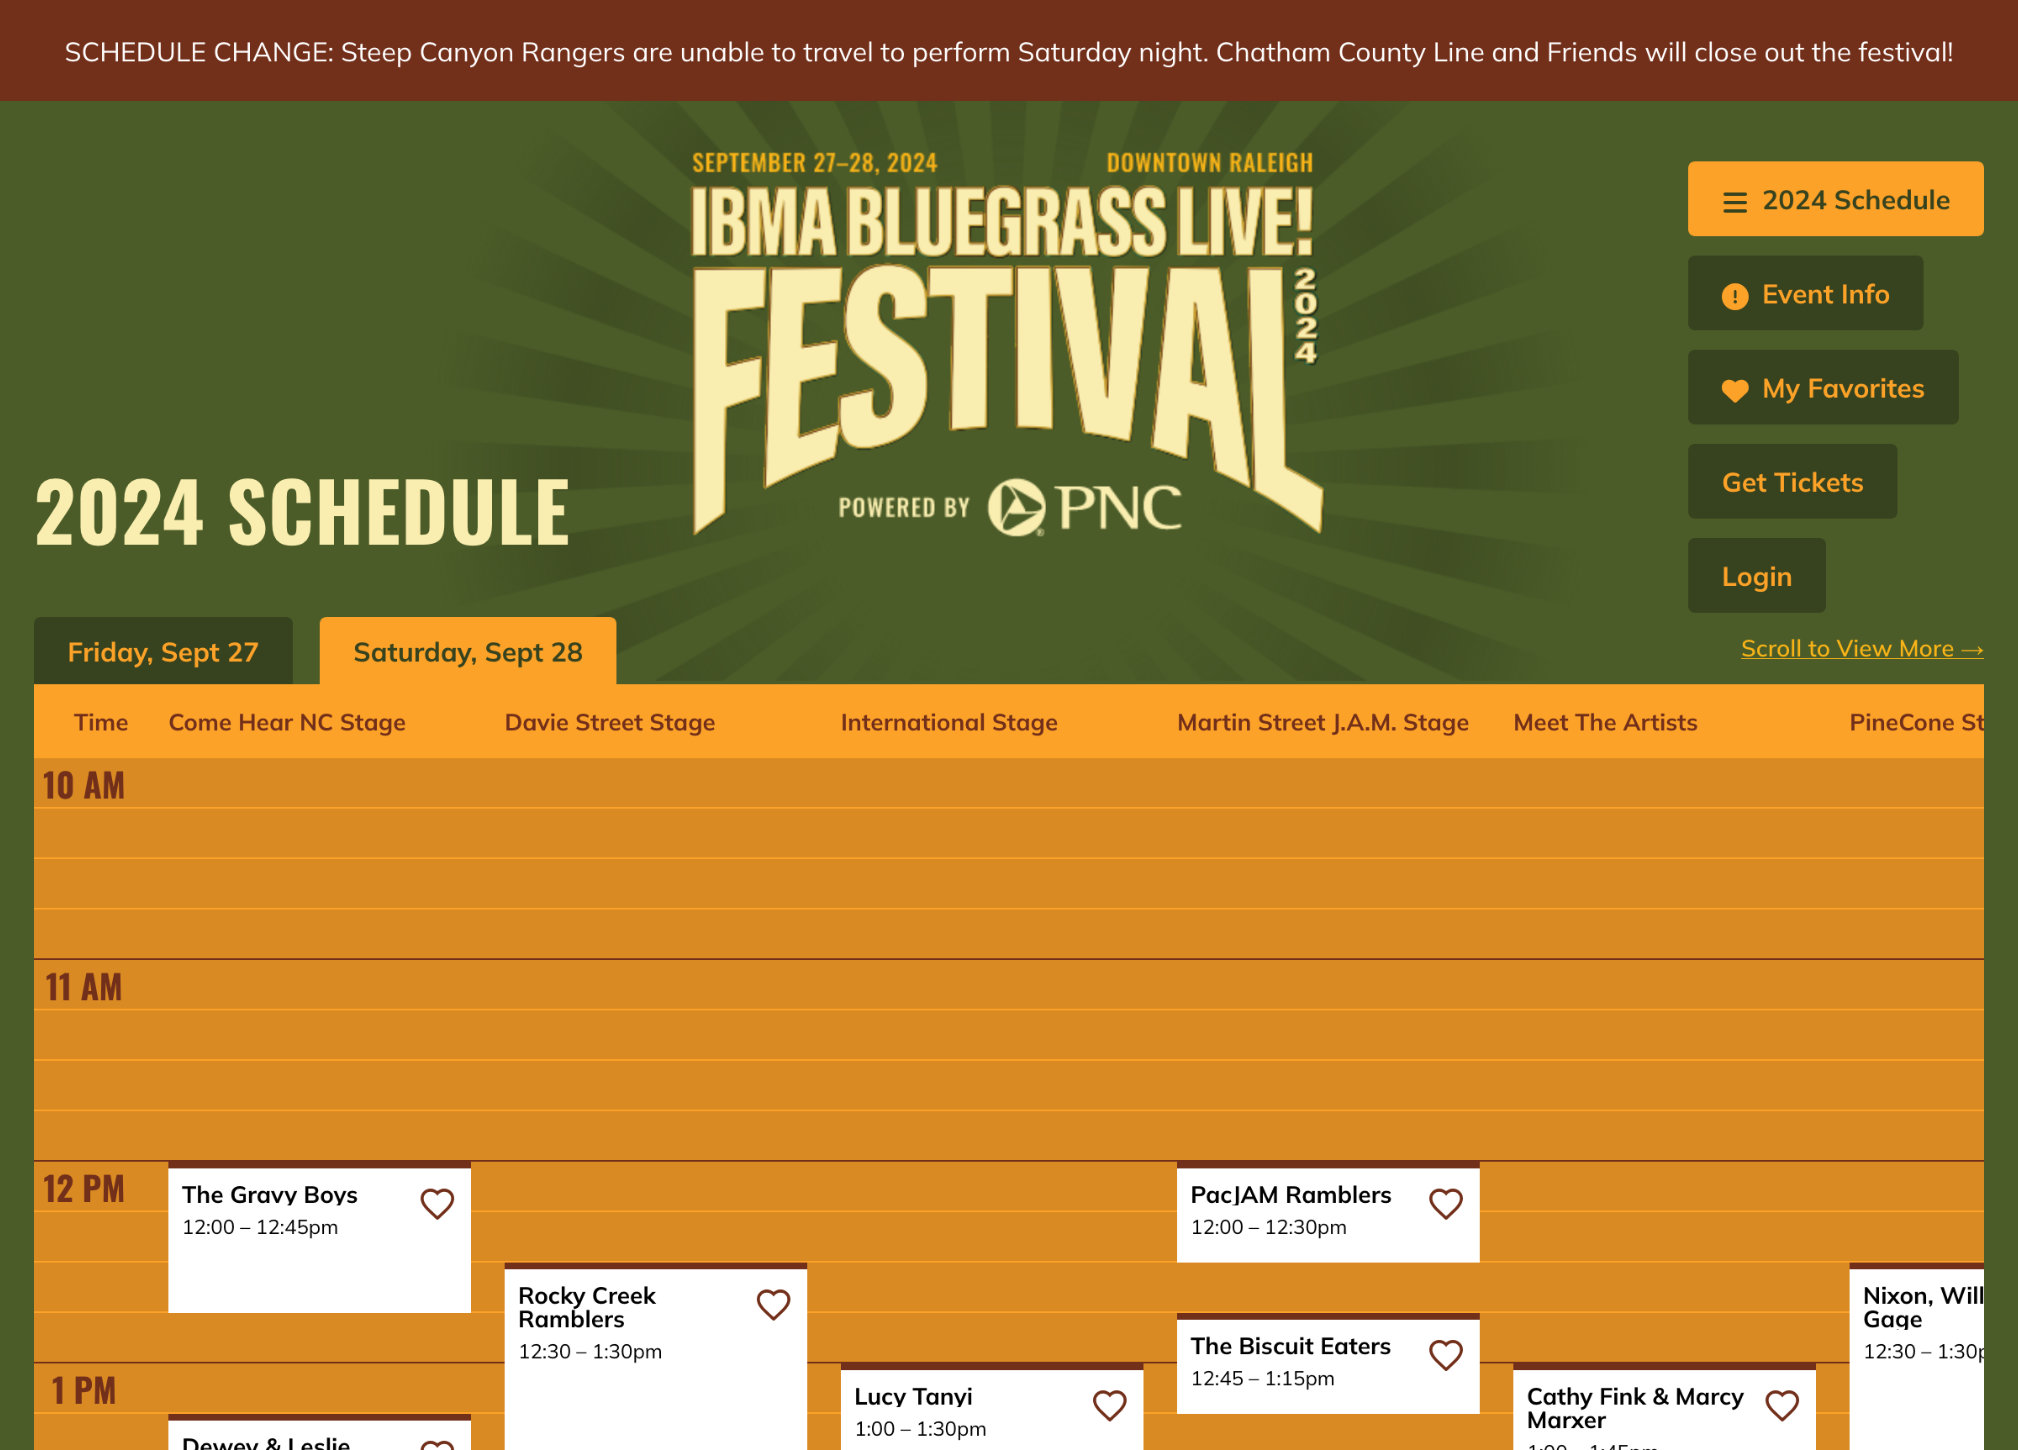 SCHEDULE CHANGE: Steep Canyon Rangers are unable to travel to perform Saturday night. Chatham County Line and Friends will close out the festival!
SEPTEMBER 27–28, 2024 DOWNTOWN RALEIGH
IBMA BLUEGRASS LIVE!
FESTIVAL
2024
POWERED BY PNC
2024 Schedule
Event Info
My Favorites
Get Tickets
Login
2024 SCHEDULE
Friday, Sept 27
Saturday, Sept 28
Scroll to View More →
Time Come Hear NC Stage Davie Street Stage International Stage Martin Street J.A.M. Stage Meet The Artists PineCone
10 AM
11 AM
12 PM
The Gravy Boys
12:00 – 12:45pm
PacJAM Ramblers
12:00 – 12:30pm
Rocky Creek
Ramblers
12:30 – 1:30pm
Nixon, Will
Gage
12:30 – 1:30p
The Biscuit Eaters
12:45 – 1:15pm
1 PM
Lucy Tanyi
1:00 – 1:30pm
Cathy Fink & Marcy
Marxer
1:00 – 1:45pm
Dewey & Leslie